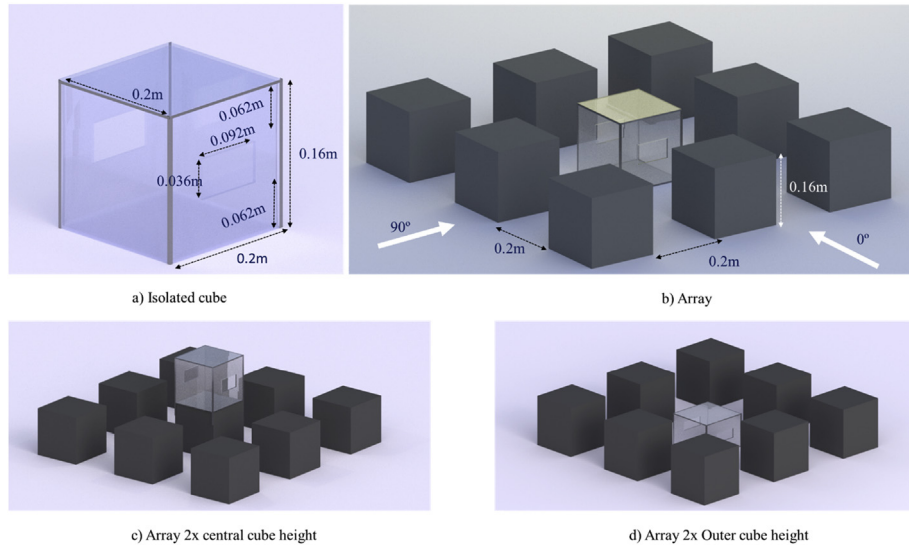 0.2m
0.062m
0.092m
0.036m
0.16m
0.062m
0.2m
a) Isolated cube
90º
0.2m
0.2m
0.16m
0º
b) Array
c) Array 2x central cube height
d) Array 2x Outer cube height